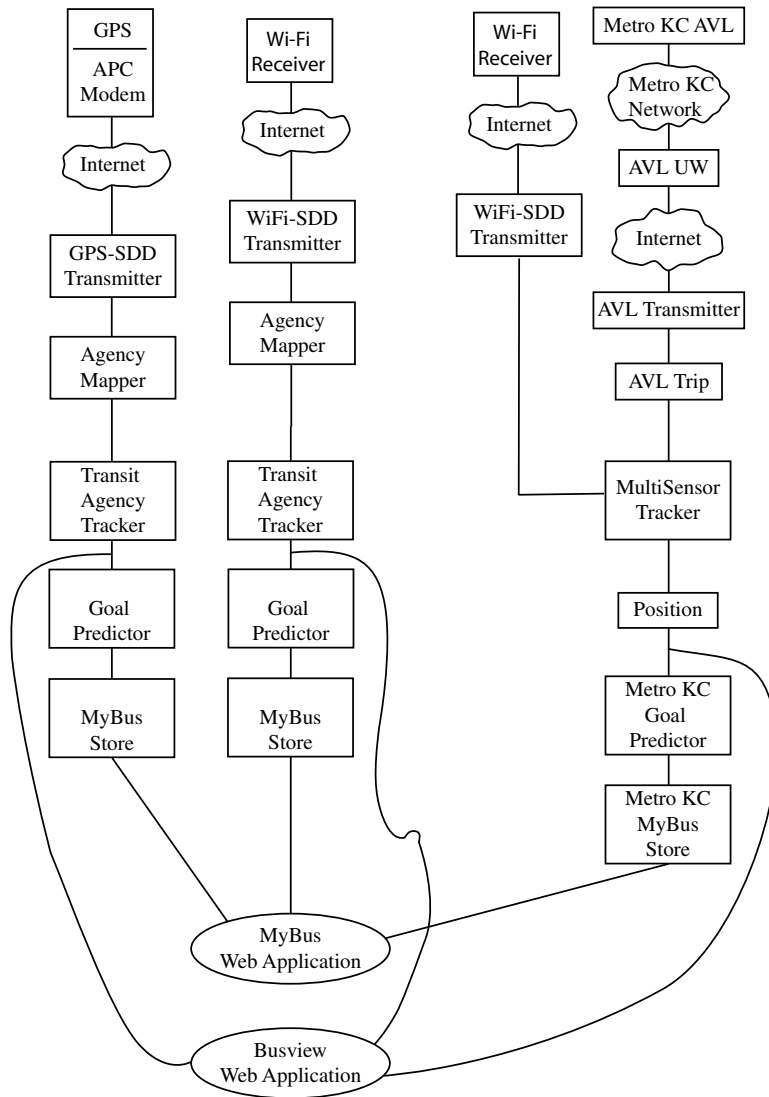 GPS
APC
Modem
Internet
GPS-SDD
Transmitter
Agency
Mapper
Transit
Agency
Tracker
Goal
Predictor
MyBus
Store
Wi-Fi
Receiver
Internet
WiFi-SDD
Transmitter
Agency
Mapper
Transit
Agency
Tracker
Goal
Predictor
MyBus
Store
Wi-Fi
Receiver
Internet
WiFi-SDD
Transmitter
Metro KC AVL
Metro KC
Network
AVL UW
Internet
AVL Transmitter
AVL Trip
MultiSensor
Tracker
Position
Metro KC
Goal
Predictor
Metro KC
MyBus
Store
MyBus
Web Application
Busview
Web Application